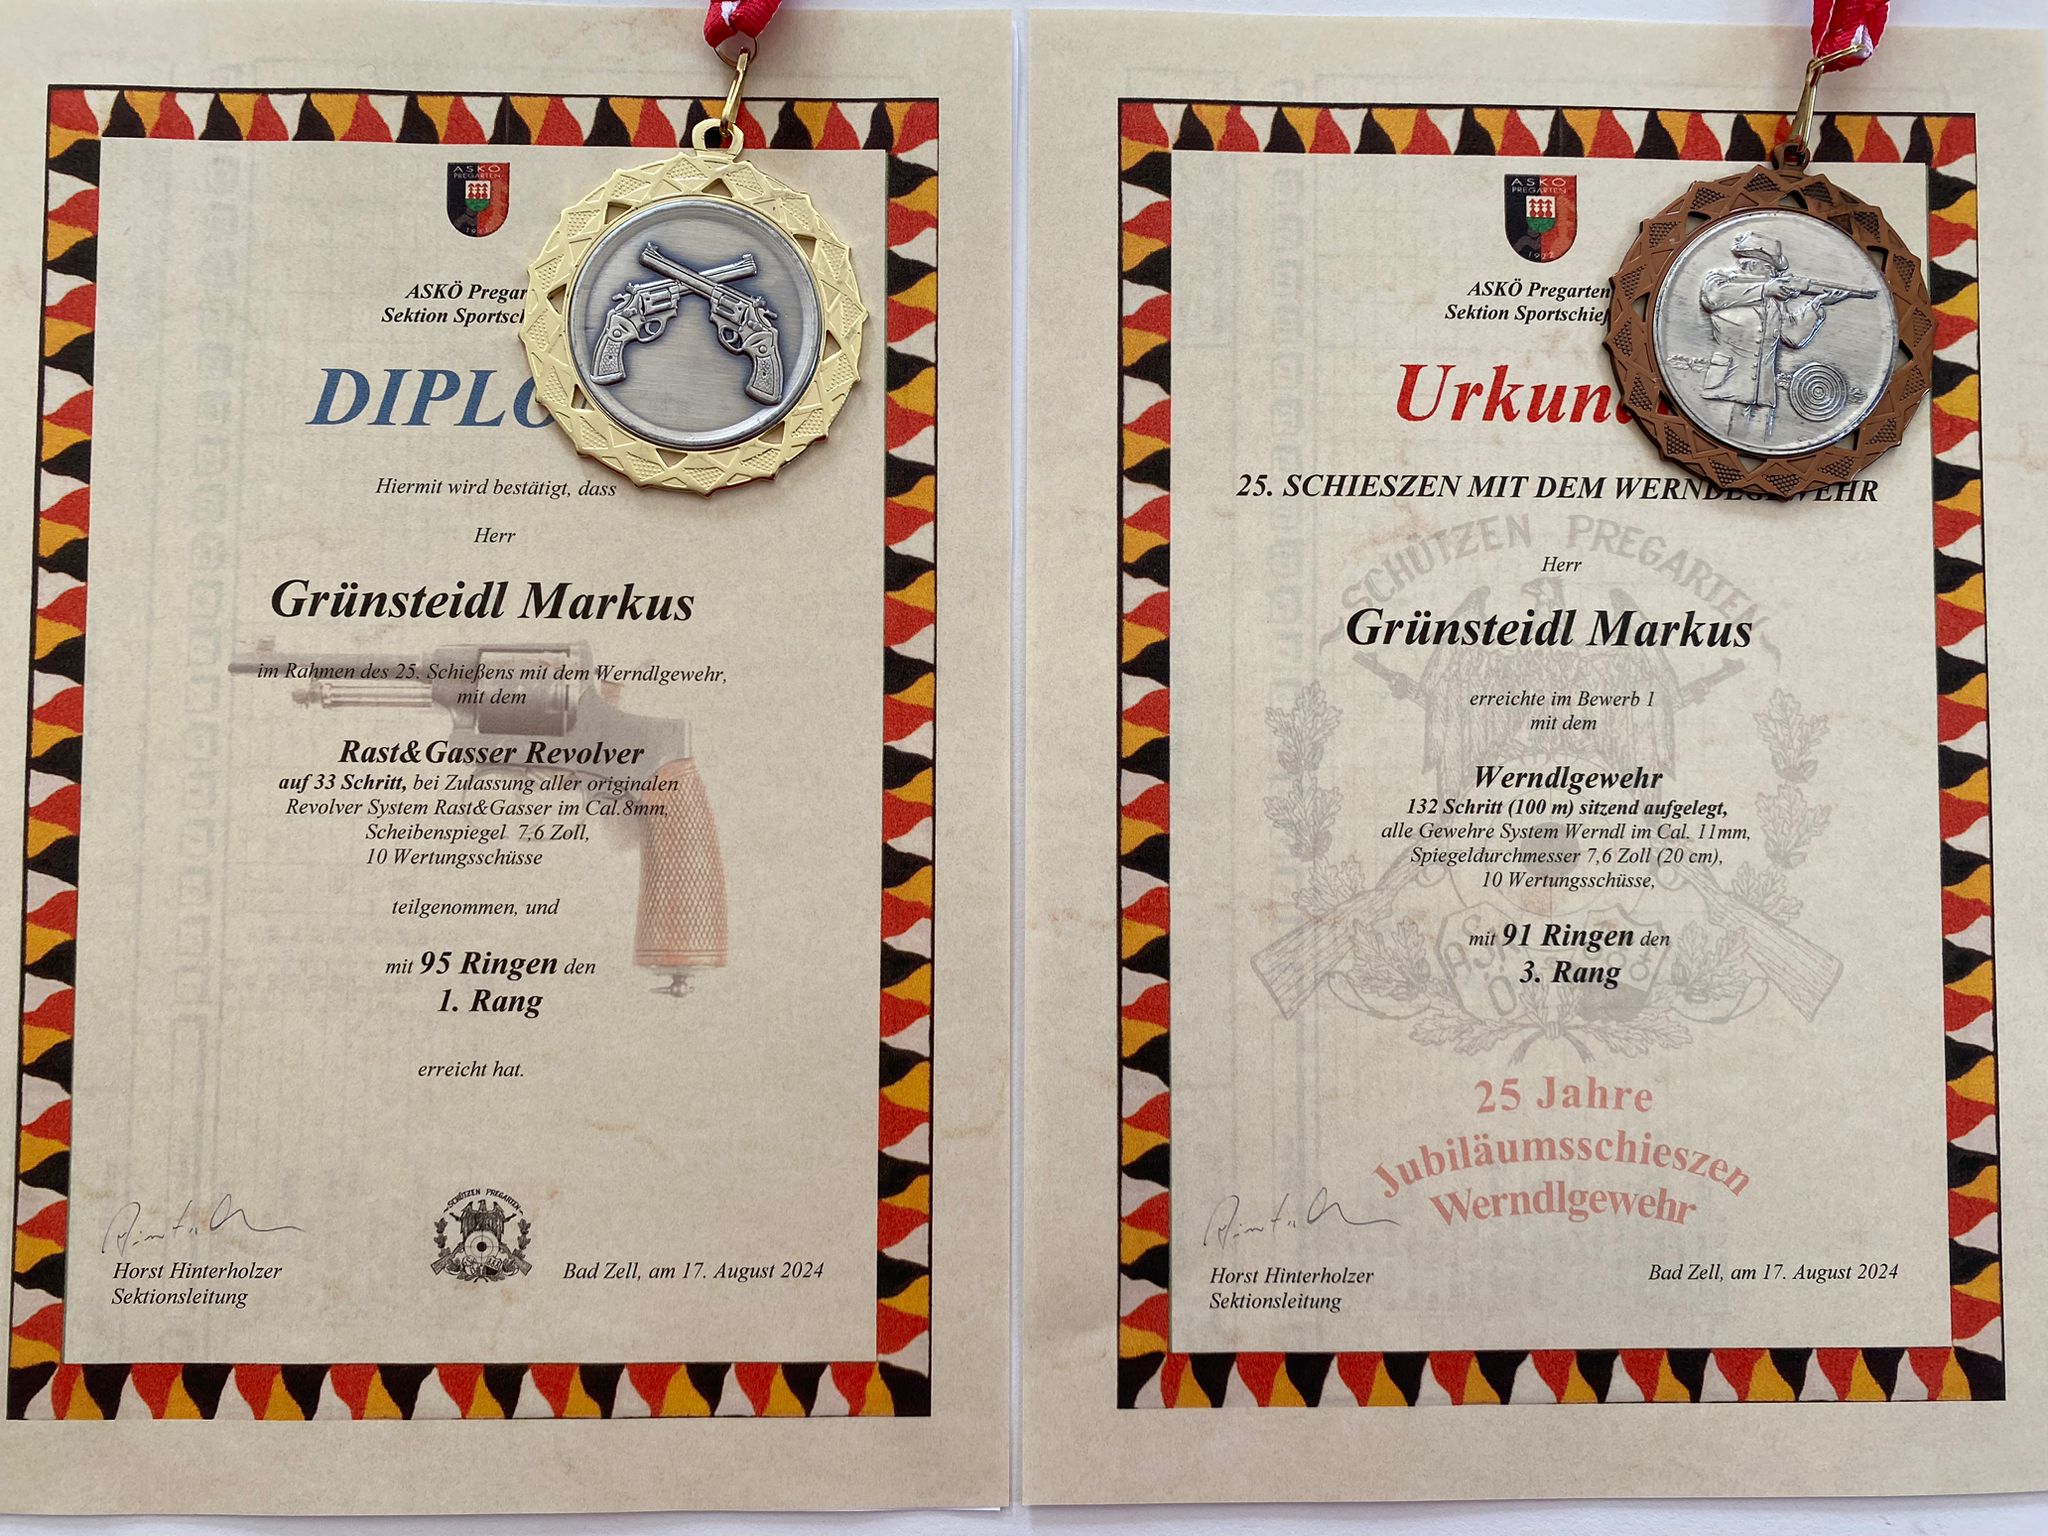 ASKÖ
PREGARTEN
1922
ASKÖ Pregar
Sektion Sportsch
DIPLO
Hiermit wird bestätigt, dass
Herr
Grünsteidl Markus
im Rahmen des 25. Schießens mit dem Werndlgewehr,
mit dem
Rast&Gasser Revolver
auf 33 Schritt, bei Zulassung aller originalen
Revolver System Rast&Gasser im Cal.8mm,
Scheibenspiegel 7,6 Zoll,
10 Wertungsschüsse
teilgenommen, und
mit 95 Ringen den
1. Rang
erreicht hat.
SCHÜTZEN PREGARTEN
Horst Hinterholzer
Sektionsleitung
Bad Zell, am 17. August 2024
ASKÖ
PREGARTEN
1922
ASKÖ Pregarten
Sektion Sportschieß
Urkun
25. SCHIESZEN MIT DEM WERNDLGEWEHR
SCHÜTZEN PREGARTEN
Herr
Grünsteidl Markus
erreichte im Bewerb 1
mit dem
Werndlgewehr
132 Schritt (100 m) sitzend aufgelegt,
alle Gewehre System Werndl im Cal. 11mm,
Spiegeldurchmesser 7,6 Zoll (20 cm),
10 Wertungsschüsse,
mit 91 Ringen den
3. Rang
25 Jahre
Jubiläumsschieszen
Werndlgewehr
Horst Hinterholzer
Sektionsleitung
Bad Zell, am 17. August 2024